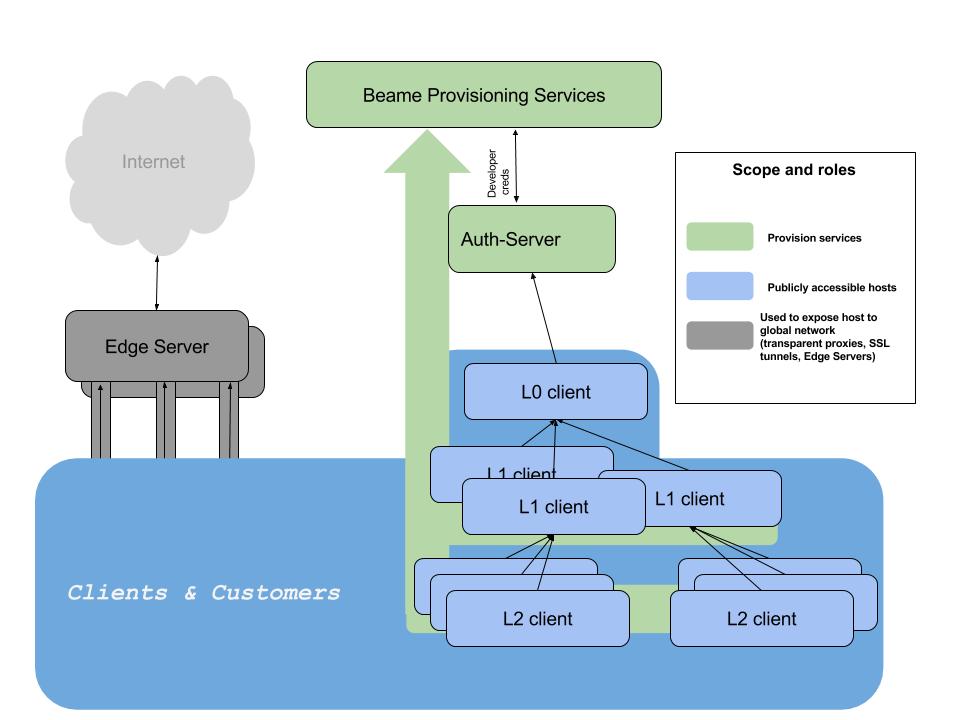 Beame Provisioning Services
Internet
Developer
creds
Scope and roles
Auth-Server
Provision services
Publicly accessible hosts
Used to expose host to
global network
(transparent proxies, SSL
tunnels, Edge Servers)
Edge Server
L0 client
L1 client
L1 client
L1 client
Clients & Customers
L2 client
L2 client